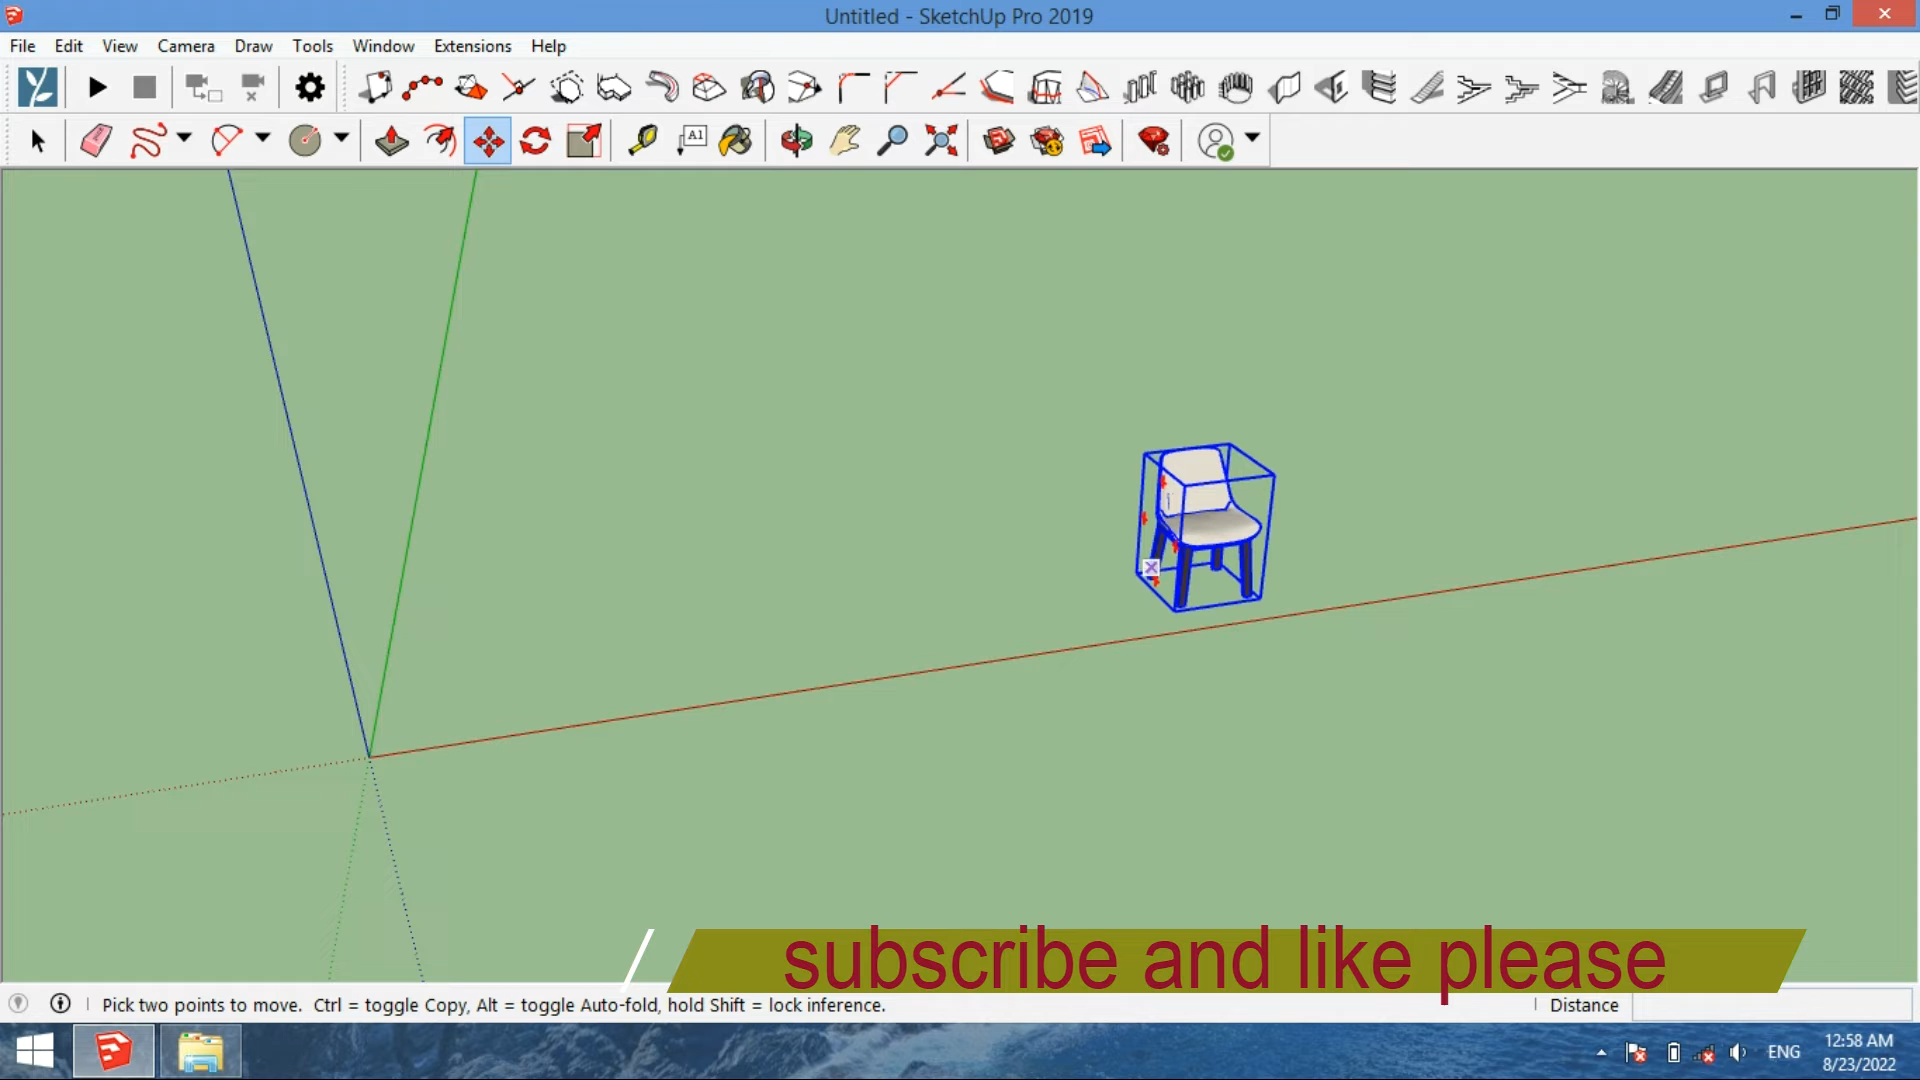 Untitled - SketchUp Pro 2019
File Edit View Camera Draw Tools Window Extensions Help
A1
subscribe and like please
Pick two points to move. Ctrl = toggle Copy, Alt = toggle Auto-fold, hold Shift = lock inference.
Distance
ENG
12:58 AM
8/23/2022